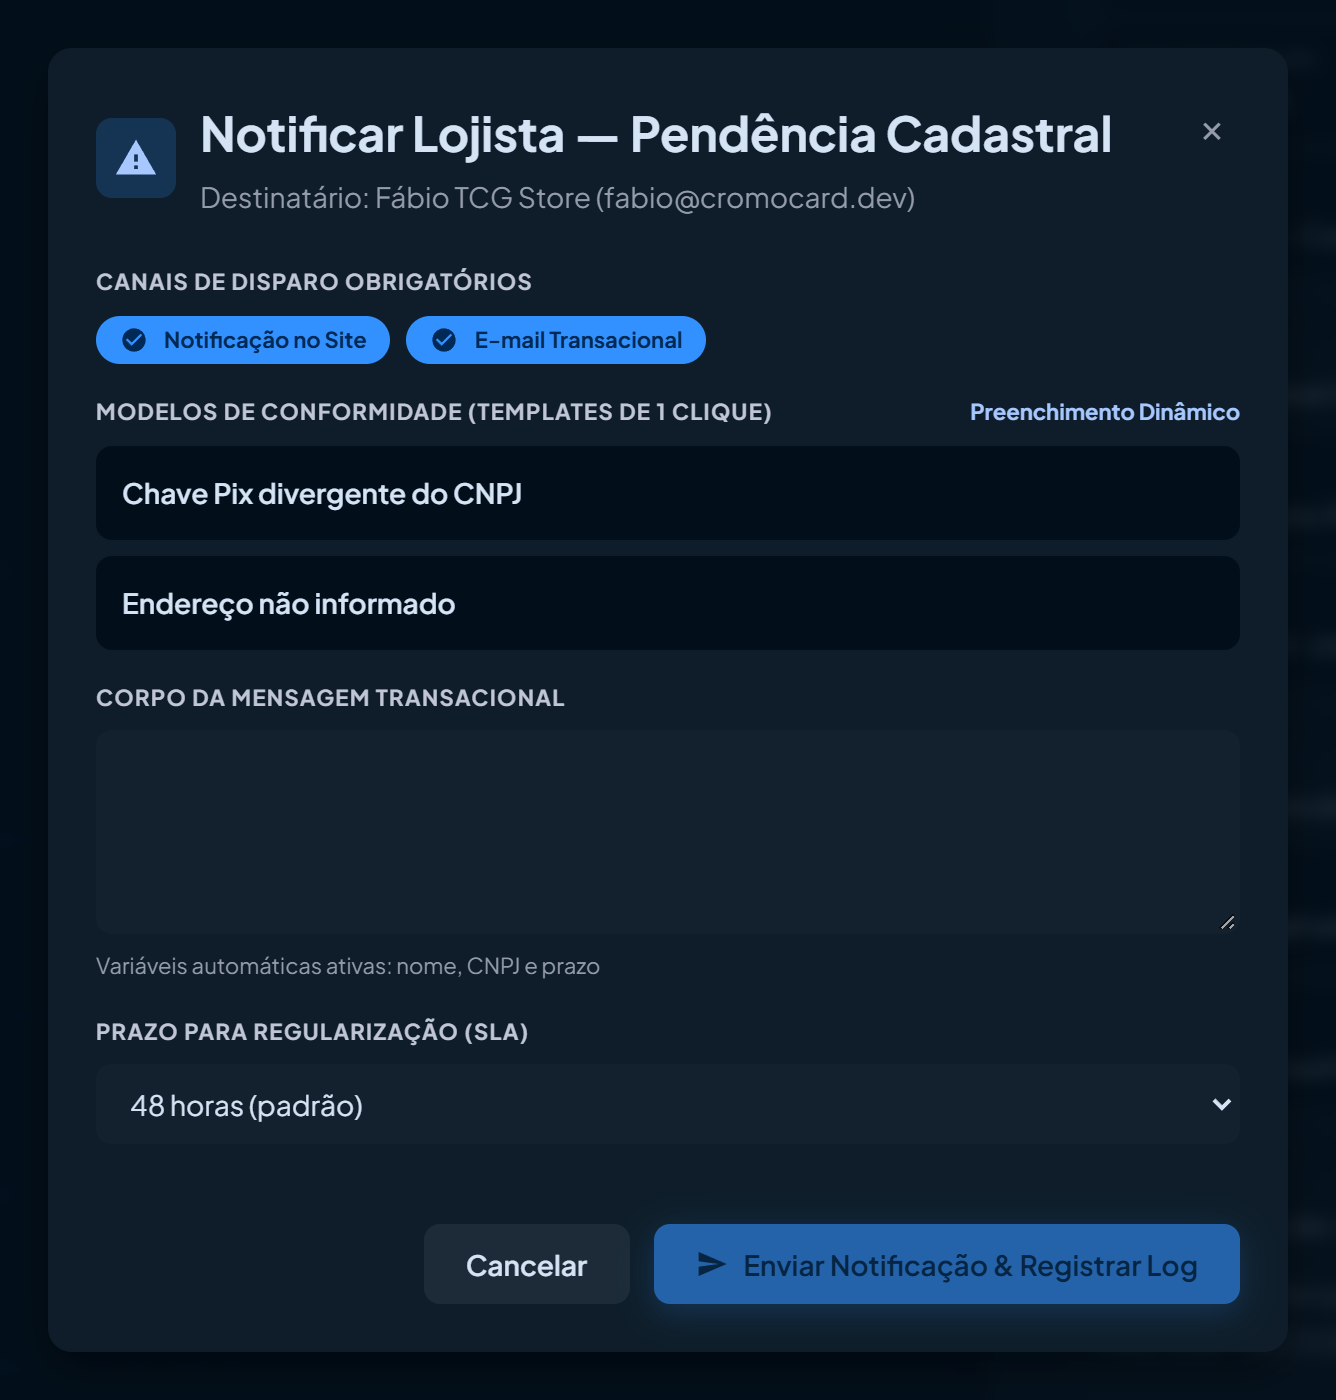 Notificar Lojista — Pendência Cadastral
Destinatário: Fábio TCG Store (fabio@cromocard.dev)
CANAIS DE DISPARO OBRIGATÓRIOS
Notificação no Site
E-mail Transacional
MODELOS DE CONFORMIDADE (TEMPLATES DE 1 CLIQUE)
Preenchimento Dinâmico
Chave Pix divergente do CNPJ
Endereço não informado
CORPO DA MENSAGEM TRANSACIONAL
Variáveis automáticas ativas: nome, CNPJ e prazo
PRAZO PARA REGULARIZAÇÃO (SLA)
48 horas (padrão)
Cancelar
Enviar Notificação & Registrar Log